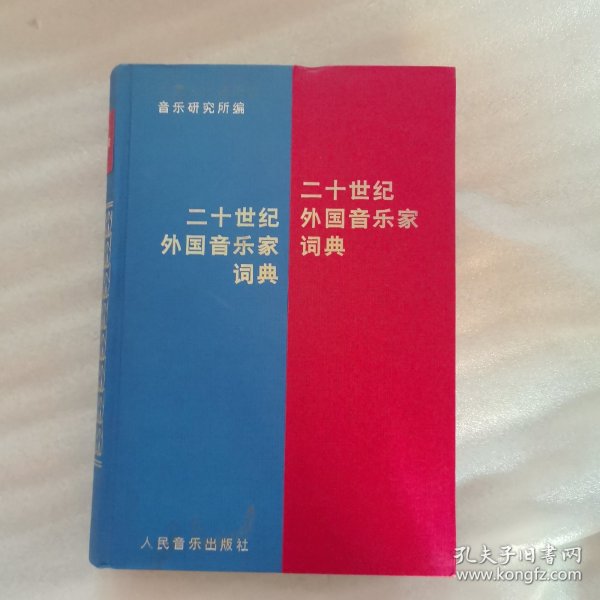 音乐研究所编
二十世纪
外国音乐家
词典
二十世纪
外国音乐家
词典
人民音乐出版社
孔夫子旧书网
www.kongfz.com